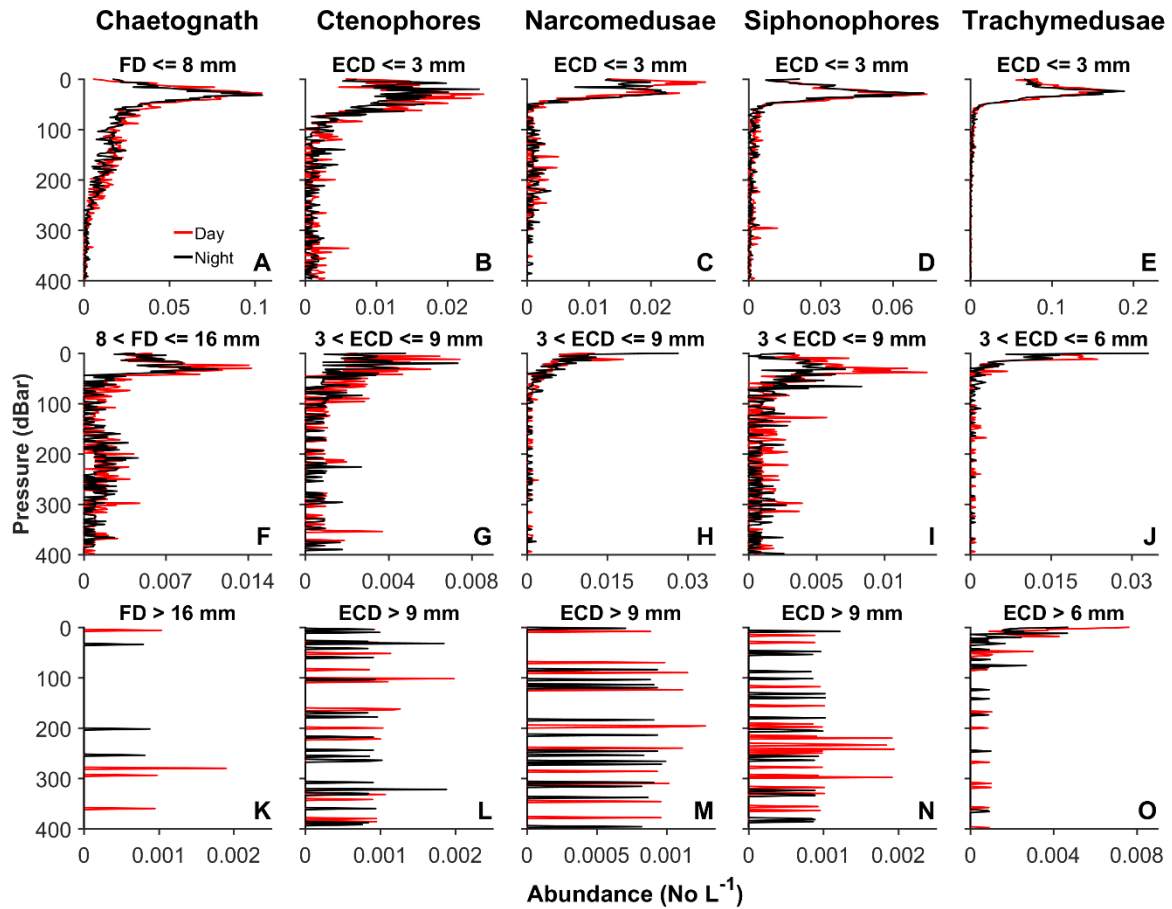 Chaetognath Ctenophores Narcomedusae Siphonophores Trachymedusae
FD <= 8 mm ECD <= 3 mm ECD <= 3 mm ECD <= 3 mm ECD <= 3 mm
0
100
200
300
400
Day
Night
A B C D E
0 0.05 0.1 0 0.01 0.02 0 0.01 0.02 0 0.03 0.06 0 0.1 0.2
8 < FD <= 16 mm 3 < ECD <= 9 mm 3 < ECD <= 9 mm 3 < ECD <= 9 mm 3 < ECD <= 6 mm
0
100
200
300
400
Pressure (dBar)
F G H I J
0 0.007 0.014 0 0.004 0.008 0 0.015 0.03 0 0.005 0.01 0 0.015 0.03
FD > 16 mm ECD > 9 mm ECD > 9 mm ECD > 9 mm ECD > 6 mm
0
100
200
300
400
K L M N O
0 0.001 0.002 0 0.001 0.002 0 0.0005 0.001 0 0.001 0.002 0 0.004 0.008
Abundance (No L⁻¹)